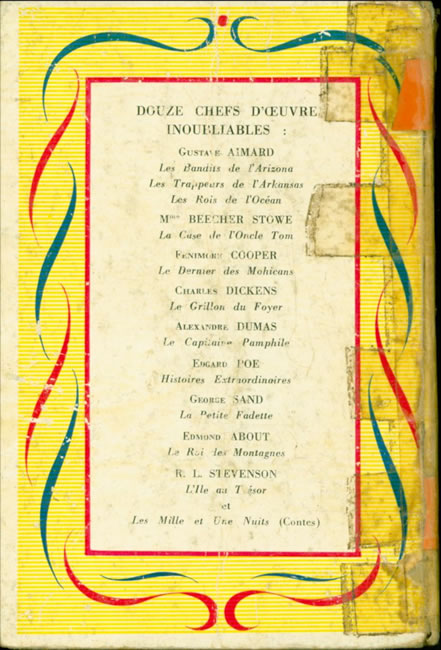 DOUZE CHEFS D'ŒUVRE
INOUBLIABLES :
GUSTAVE AIMARD
Les Bandits de l'Arizona
Les Trappeurs de l'Arkansas
Les Rois de l'Océan
Mme BEECHER STOWE
La Case de l'Oncle Tom
FENIMORE COOPER
Le Dernier des Mohicans
CHARLES DICKENS
Le Grillon du Foyer
ALEXANDRE DUMAS
Le Capitaine Pamphile
EDGARD POE
Histoires Extraordinaires
GEORGE SAND
La Petite Fadette
EDMOND ABOUT
Le Roi des Montagnes
R. L. STEVENSON
L'Ile au Trésor
et
Les Mille et Une Nuits (Contes)